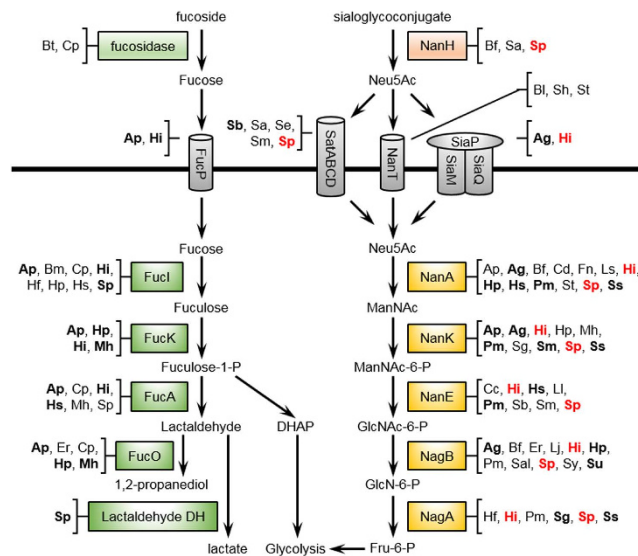 fucoside
sialoglycoconjugate
Bt, Cp
fucosidase
NanH
Bf, Sa, Sp
Fucose
Neu5Ac
Bl, Sh, St
Ap, Hi
FucP
Sb, Sa, Se,
Sm, Sp
SatABCD
NanT
SiaP
SiaM
SiaQ
Ag, Hi
Fucose
Neu5Ac
Ap, Bm, Cp, Hi,
Hf, Hp, Hs, Sp
FucI
NanA
Ap, Ag, Bf, Cd, Fn, Ls, Hi,
Hp, Hs, Pm, St, Sp, Ss
Fuculose
ManNAc
Ap, Hp,
Hi, Mh
FucK
NanK
Ap, Ag, Hi, Hp, Mh,
Pm, Sg, Sm, Sp, Ss
Fuculose-1-P
ManNAc-6-P
Ap, Cp, Hi,
Hs, Mh, Sp
FucA
NanE
Cc, Hi, Hs, Ll,
Pm, Sb, Sm, Sp
Lactaldehyde
DHAP
GlcNAc-6-P
Ap, Er, Cp,
Hp, Mh
FucO
NagB
Ag, Bf, Er, Lj, Hi, Hp,
Pm, Sal, Sp, Sy, Su
1,2-propanediol
GlcN-6-P
Sp
Lactaldehyde DH
NagA
Hf, Hi, Pm, Sg, Sp, Ss
lactate
Glycolysis
Fru-6-P